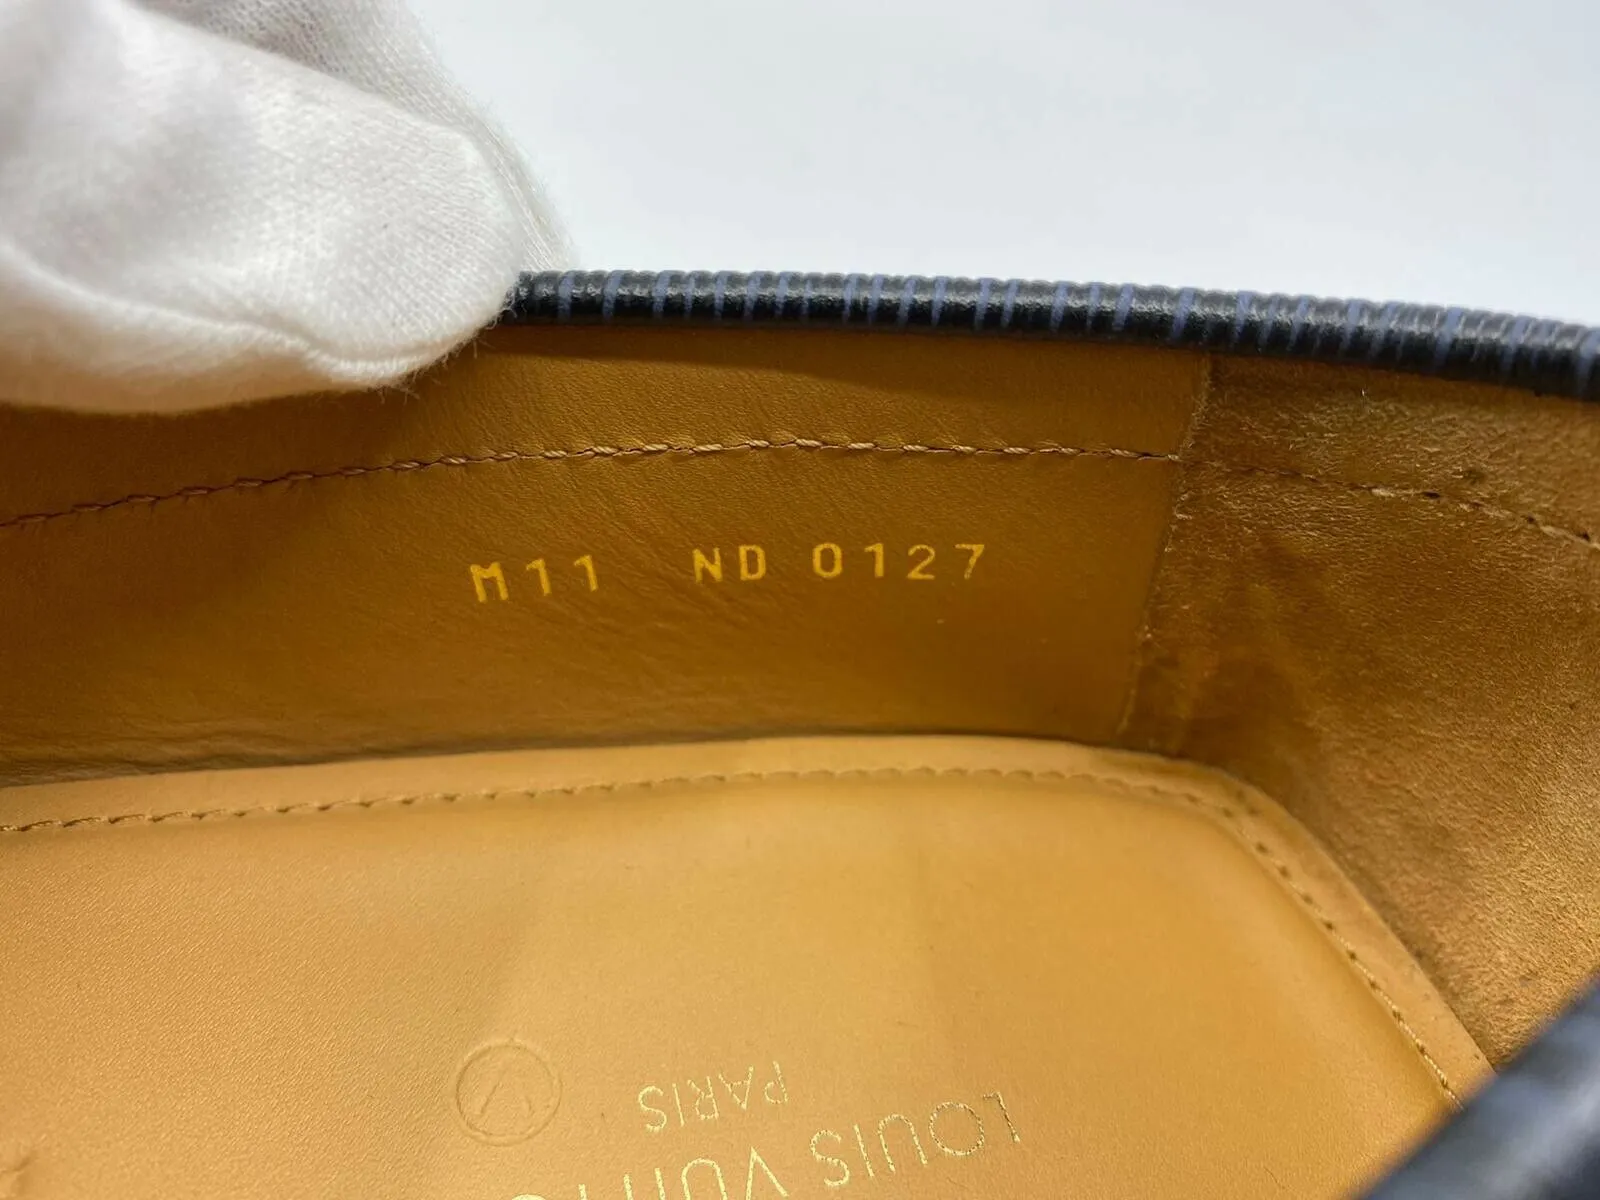 M11 ND 0127
LOUIS VUITTON
PARIS